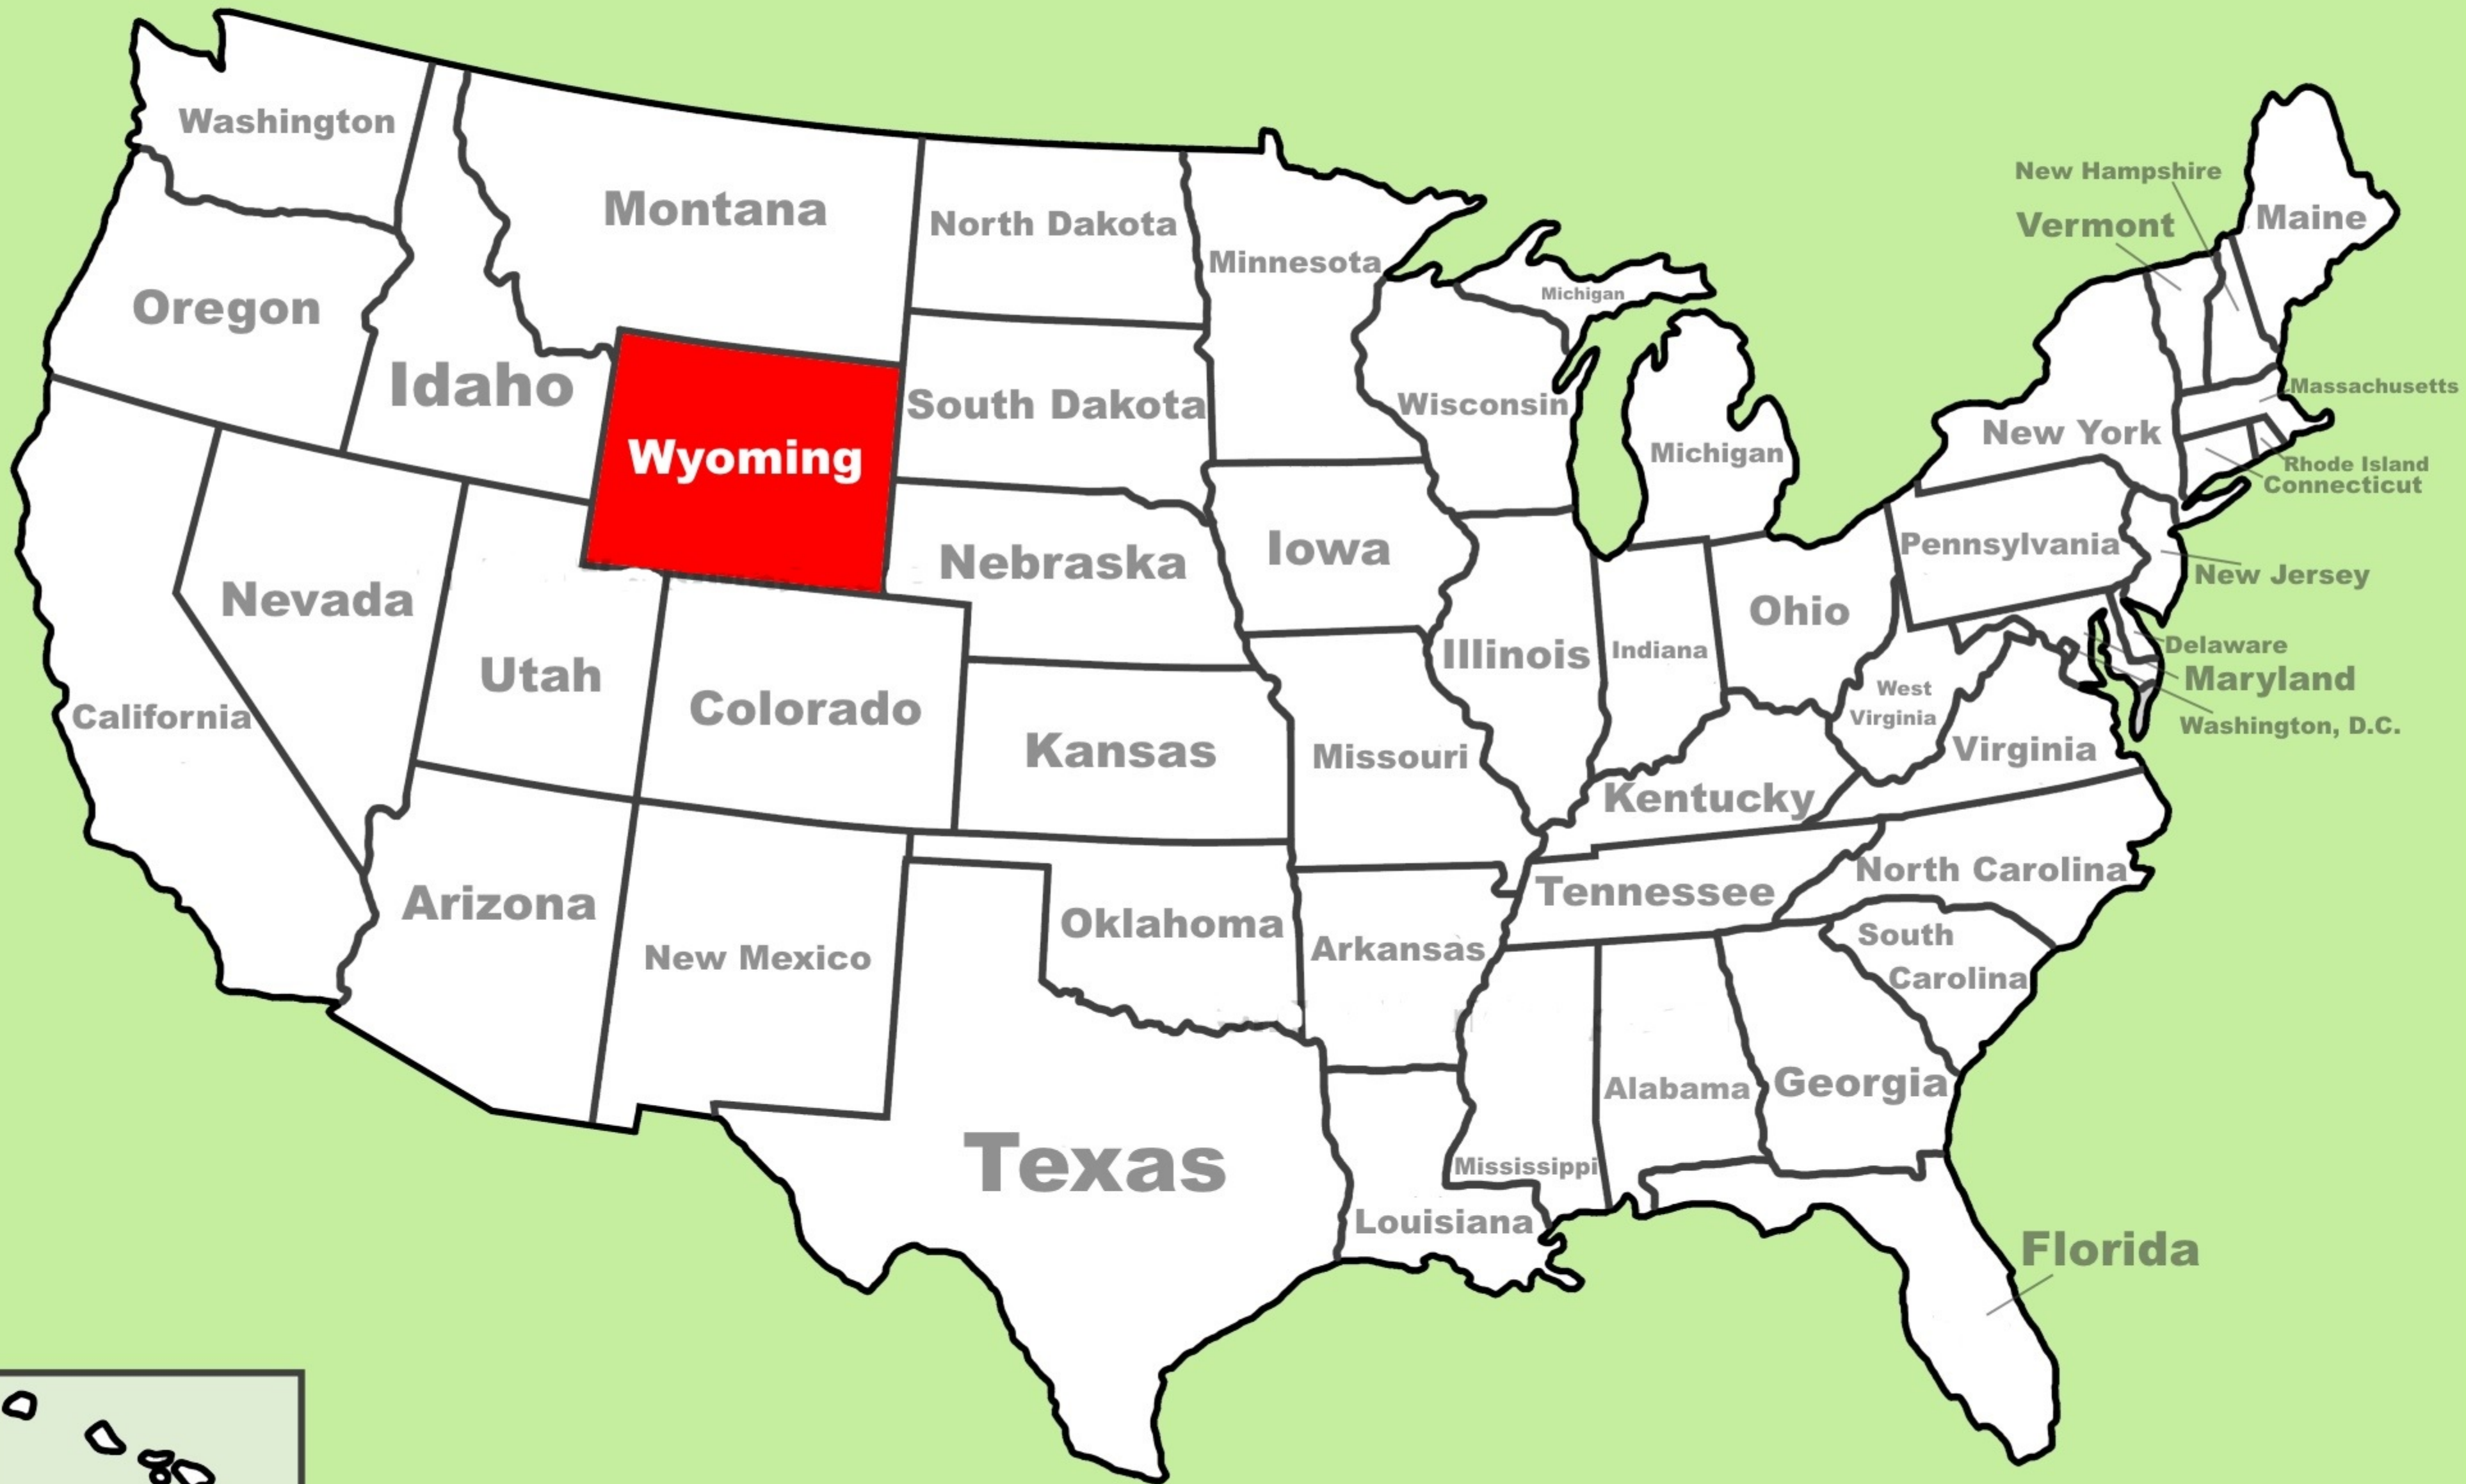 Washington
Montana
North Dakota
Minnesota
Michigan
New Hampshire
Vermont
Maine
Oregon
Idaho
Wyoming
South Dakota
Wisconsin
Michigan
New York
Massachusetts
Rhode Island
Connecticut
Nevada
Utah
Colorado
Nebraska
Iowa
Illinois
Indiana
Ohio
Pennsylvania
New Jersey
Delaware
Maryland
Washington, D.C.
West
Virginia
Virginia
California
Kansas
Missouri
Kentucky
Arizona
New Mexico
Oklahoma
Arkansas
Tennessee
North Carolina
South
Carolina
Texas
Louisiana
Mississippi
Alabama
Georgia
Florida